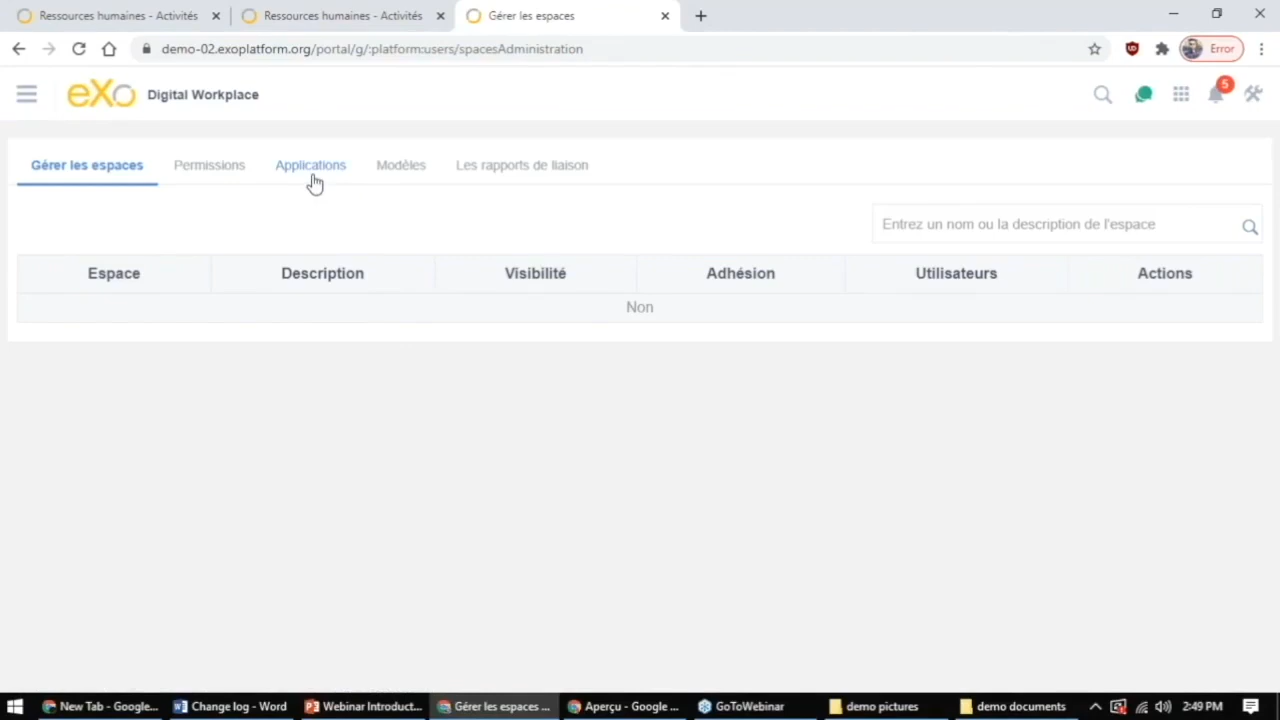 Ressources humaines - Activités
Ressources humaines - Activités
Gérer les espaces
demo-02.exoplatform.org/portal/g/:platform:users/spacesAdministration
Error
eXo Digital Workplace
5
Gérer les espaces
Permissions
Applications
Modèles
Les rapports de liaison
Entrez un nom ou la description de l'espace
Espace Description Visibilité Adhésion Utilisateurs Actions
Non
New Tab - Google...
Change log - Word
Webinar Introduct...
Gérer les espaces ...
Aperçu - Google ...
GoToWebinar
demo pictures
demo documents
2:49 PM